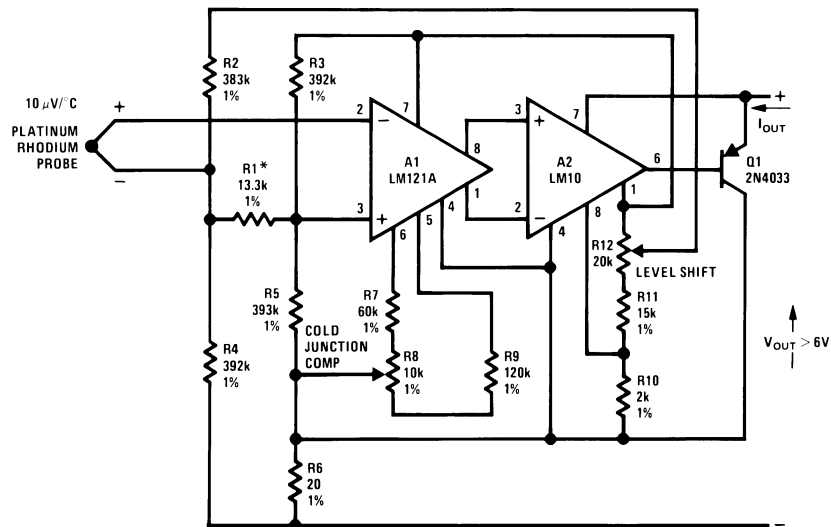 R2
383k
1%
R3
392k
1%
10 µV/°C
+
PLATINUM
RHODIUM
PROBE
−
R1*
13.3k
1%
2
−
7
A1
LM121A
8
1
3
+
6
5
4
3
+
7
A2
LM10
6
1
2
−
4
8
+
IOUT
Q1
2N4033
R12
20k
LEVEL SHIFT
R5
393k
1%
COLD
JUNCTION
COMP
R7
60k
1%
R8
10k
1%
R9
120k
1%
R11
15k
1%
VOUT > 6V
R4
392k
1%
R10
2k
1%
R6
20
1%
−